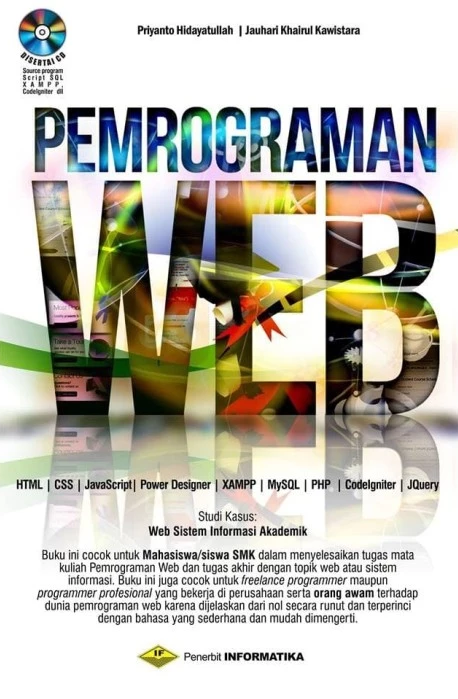 Priyanto Hidayatullah | Jauhari Khairul Kawistara
DISERTAI CD
Source program
Script SQL
XAMPP,
CodeIgniter dll
PEMROGRAMAN
WEB
HTML | CSS | JavaScript| Power Designer | XAMPP | MySQL | PHP | CodeIgniter | JQuery
Studi Kasus:
Web Sistem Informasi Akademik
Buku ini cocok untuk Mahasiswa/siswa SMK dalam menyelesaikan tugas mata
kuliah Pemrograman Web dan tugas akhir dengan topik web atau sistem
informasi. Buku ini juga cocok untuk freelance programmer maupun
programmer profesional yang bekerja di perusahaan serta orang awam terhadap
dunia pemrograman web karena dijelaskan dari nol secara runut dan terperinci
dengan bahasa yang sederhana dan mudah dimengerti.
IF
Penerbit INFORMATIKA